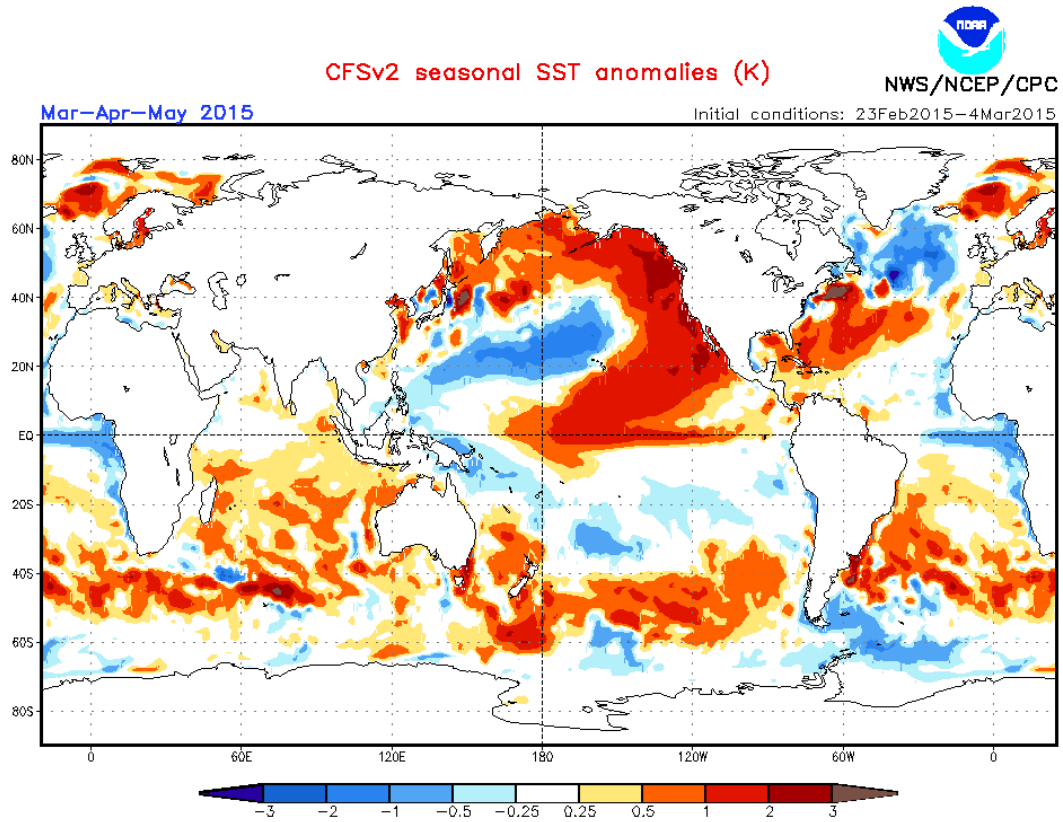 NOAA
CFSv2 seasonal SST anomalies (K)
NWS/NCEP/CPC
Mar-Apr-May 2015
Initial conditions: 23Feb2015-4Mar2015
80N
60N
40N
20N
EQ
20S
40S
60S
80S
0 60E 120E 180 120W 60W 0
-3 -2 -1 -0.5 -0.25 0.25 0.5 1 2 3